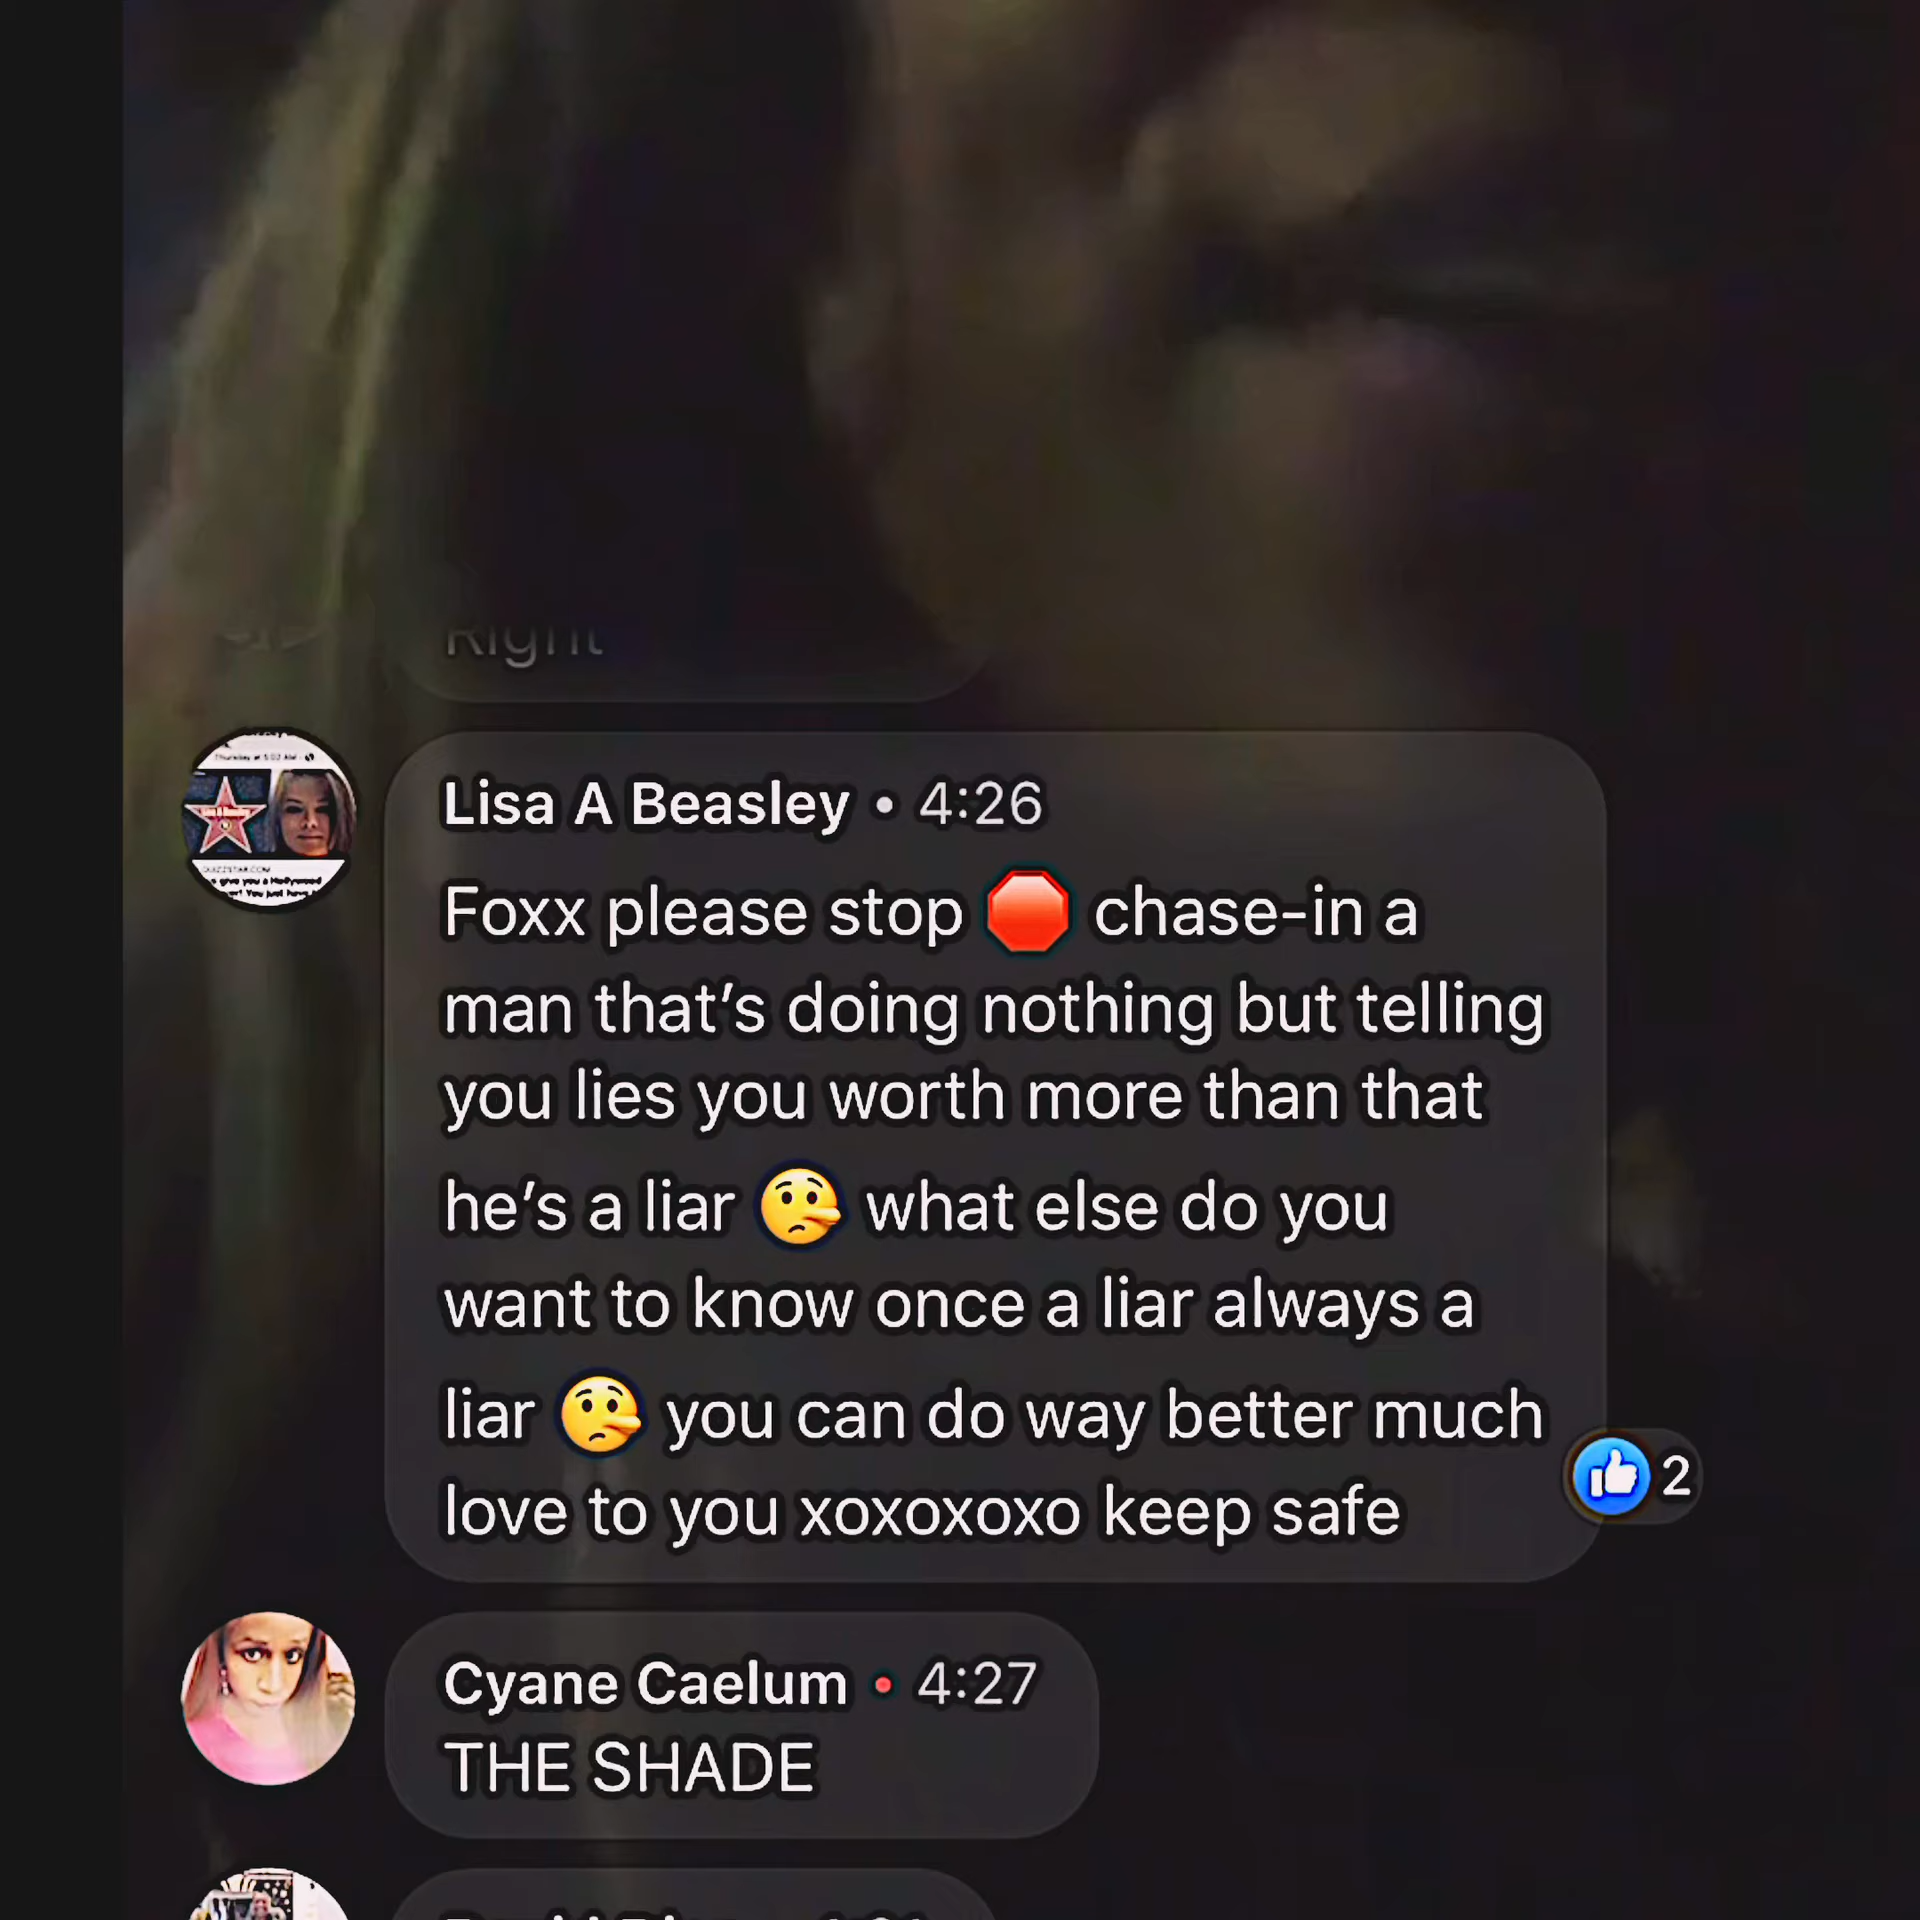 Right
Lisa A Beasley • 4:26
Foxx please stop 🛑 chase-in a
man that's doing nothing but telling
you lies you worth more than that
he's a liar 🤥 what else do you
want to know once a liar always a
liar 🤥 you can do way better much
love to you xoxoxoxo keep safe
2
Cyane Caelum • 4:27
THE SHADE